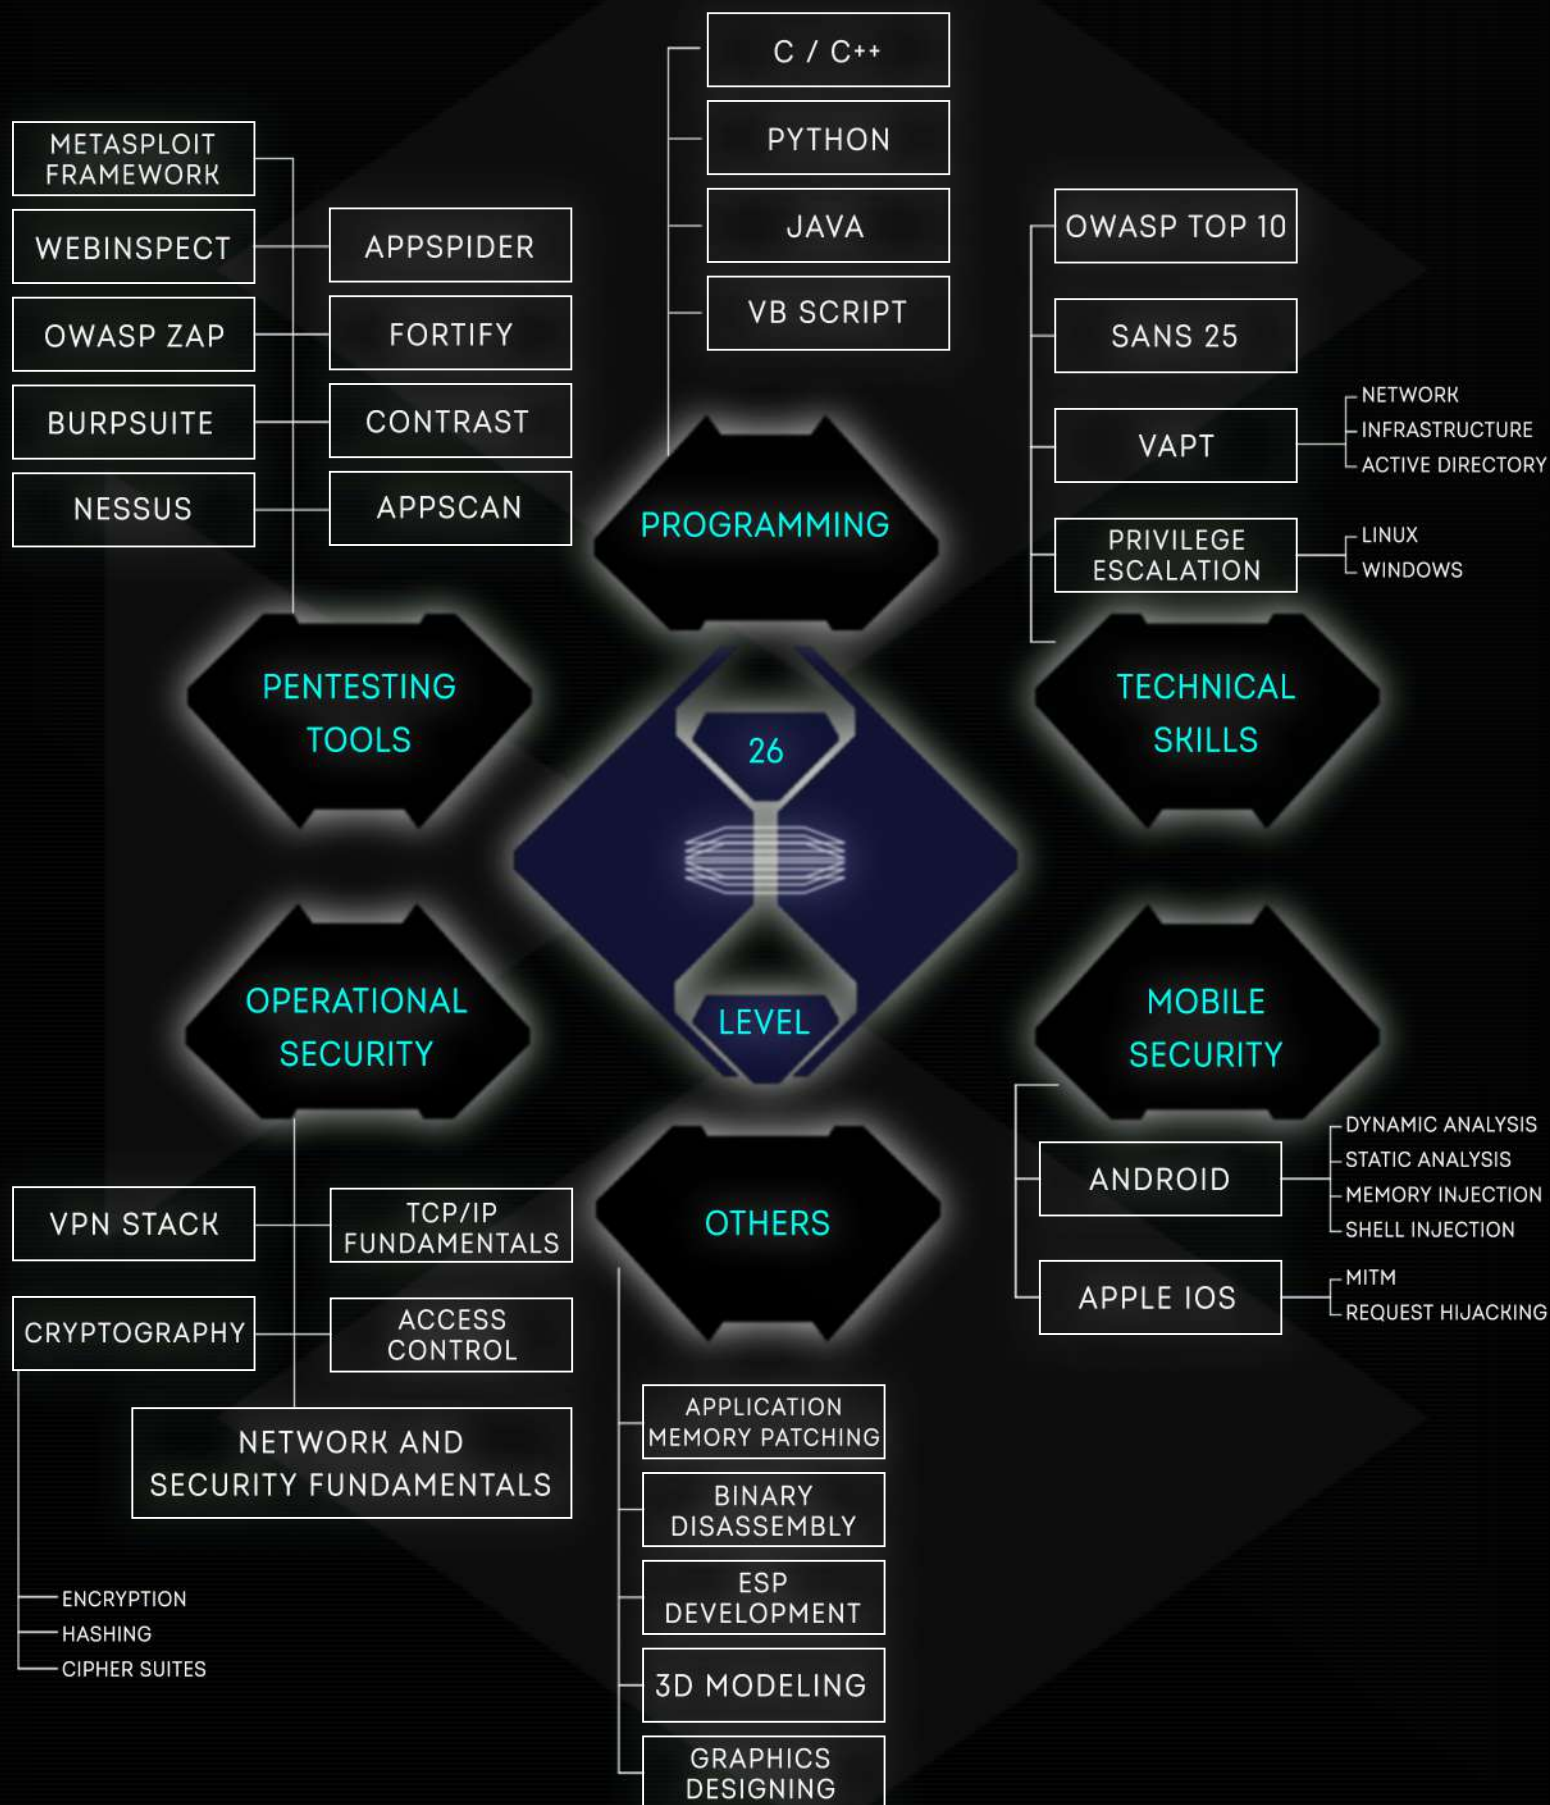 C / C++
PYTHON
JAVA
VB SCRIPT
PROGRAMMING
METASPLOIT
FRAMEWORK
WEBINSPECT
OWASP ZAP
BURPSUITE
NESSUS
APPSPIDER
FORTIFY
CONTRAST
APPSCAN
PENTESTING
TOOLS
OWASP TOP 10
SANS 25
VAPT
NETWORK
INFRASTRUCTURE
ACTIVE DIRECTORY
PRIVILEGE
ESCALATION
LINUX
WINDOWS
TECHNICAL
SKILLS
26
LEVEL
OPERATIONAL
SECURITY
VPN STACK
TCP/IP
FUNDAMENTALS
CRYPTOGRAPHY
ACCESS
CONTROL
NETWORK AND
SECURITY FUNDAMENTALS
ENCRYPTION
HASHING
CIPHER SUITES
MOBILE
SECURITY
ANDROID
DYNAMIC ANALYSIS
STATIC ANALYSIS
MEMORY INJECTION
SHELL INJECTION
APPLE IOS
MITM
REQUEST HIJACKING
OTHERS
APPLICATION
MEMORY PATCHING
BINARY
DISASSEMBLY
ESP
DEVELOPMENT
3D MODELING
GRAPHICS
DESIGNING